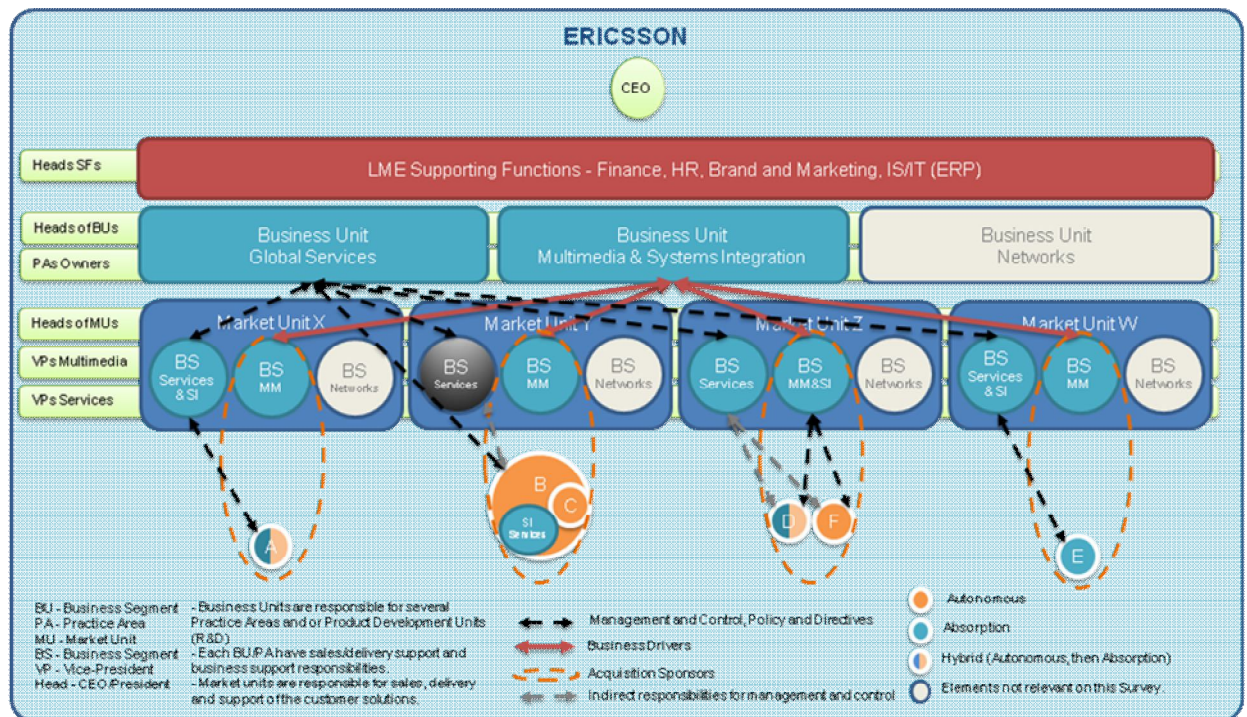 ERICSSON
CEO
Heads SFs
LME Supporting Functions - Finance, HR, Brand and Marketing, IS/IT (ERP)
Heads of BUs
PAs Owners
Business Unit
Global Services
Business Unit
Multimedia & Systems Integration
Business Unit
Networks
Heads of MUs
VPs Multimedia
VPs Services
Market Unit X
BS
Services
& SI
BS
MM
BS
Networks
Market Unit Y
BS
Services
BS
MM
BS
Networks
Market Unit Z
BS
Services
BS
MM&SI
BS
Networks
Market Unit W
BS
Services
& SI
BS
MM
BS
Networks
A
B
C
SI
Services
D
F
E
BU - Business Segment
PA - Practice Area
MU - Market Unit
BS - Business Segment
VP - Vice-President
Head - CEO/President
- Business Units are responsible for several
Practice Areas and or Product Development Units
(R&D)
- Each BU/PA have sales/delivery support and
business support responsibilities.
- Market units are responsible for sales, delivery
and support of the customer solutions.
Management and Control, Policy and Directives
Business Drivers
Acquisition Sponsors
Indirect responsibilities for management and control
Autonomous
Absorption
Hybrid (Autonomous, then Absorption)
Elements not relevant on this Survey.